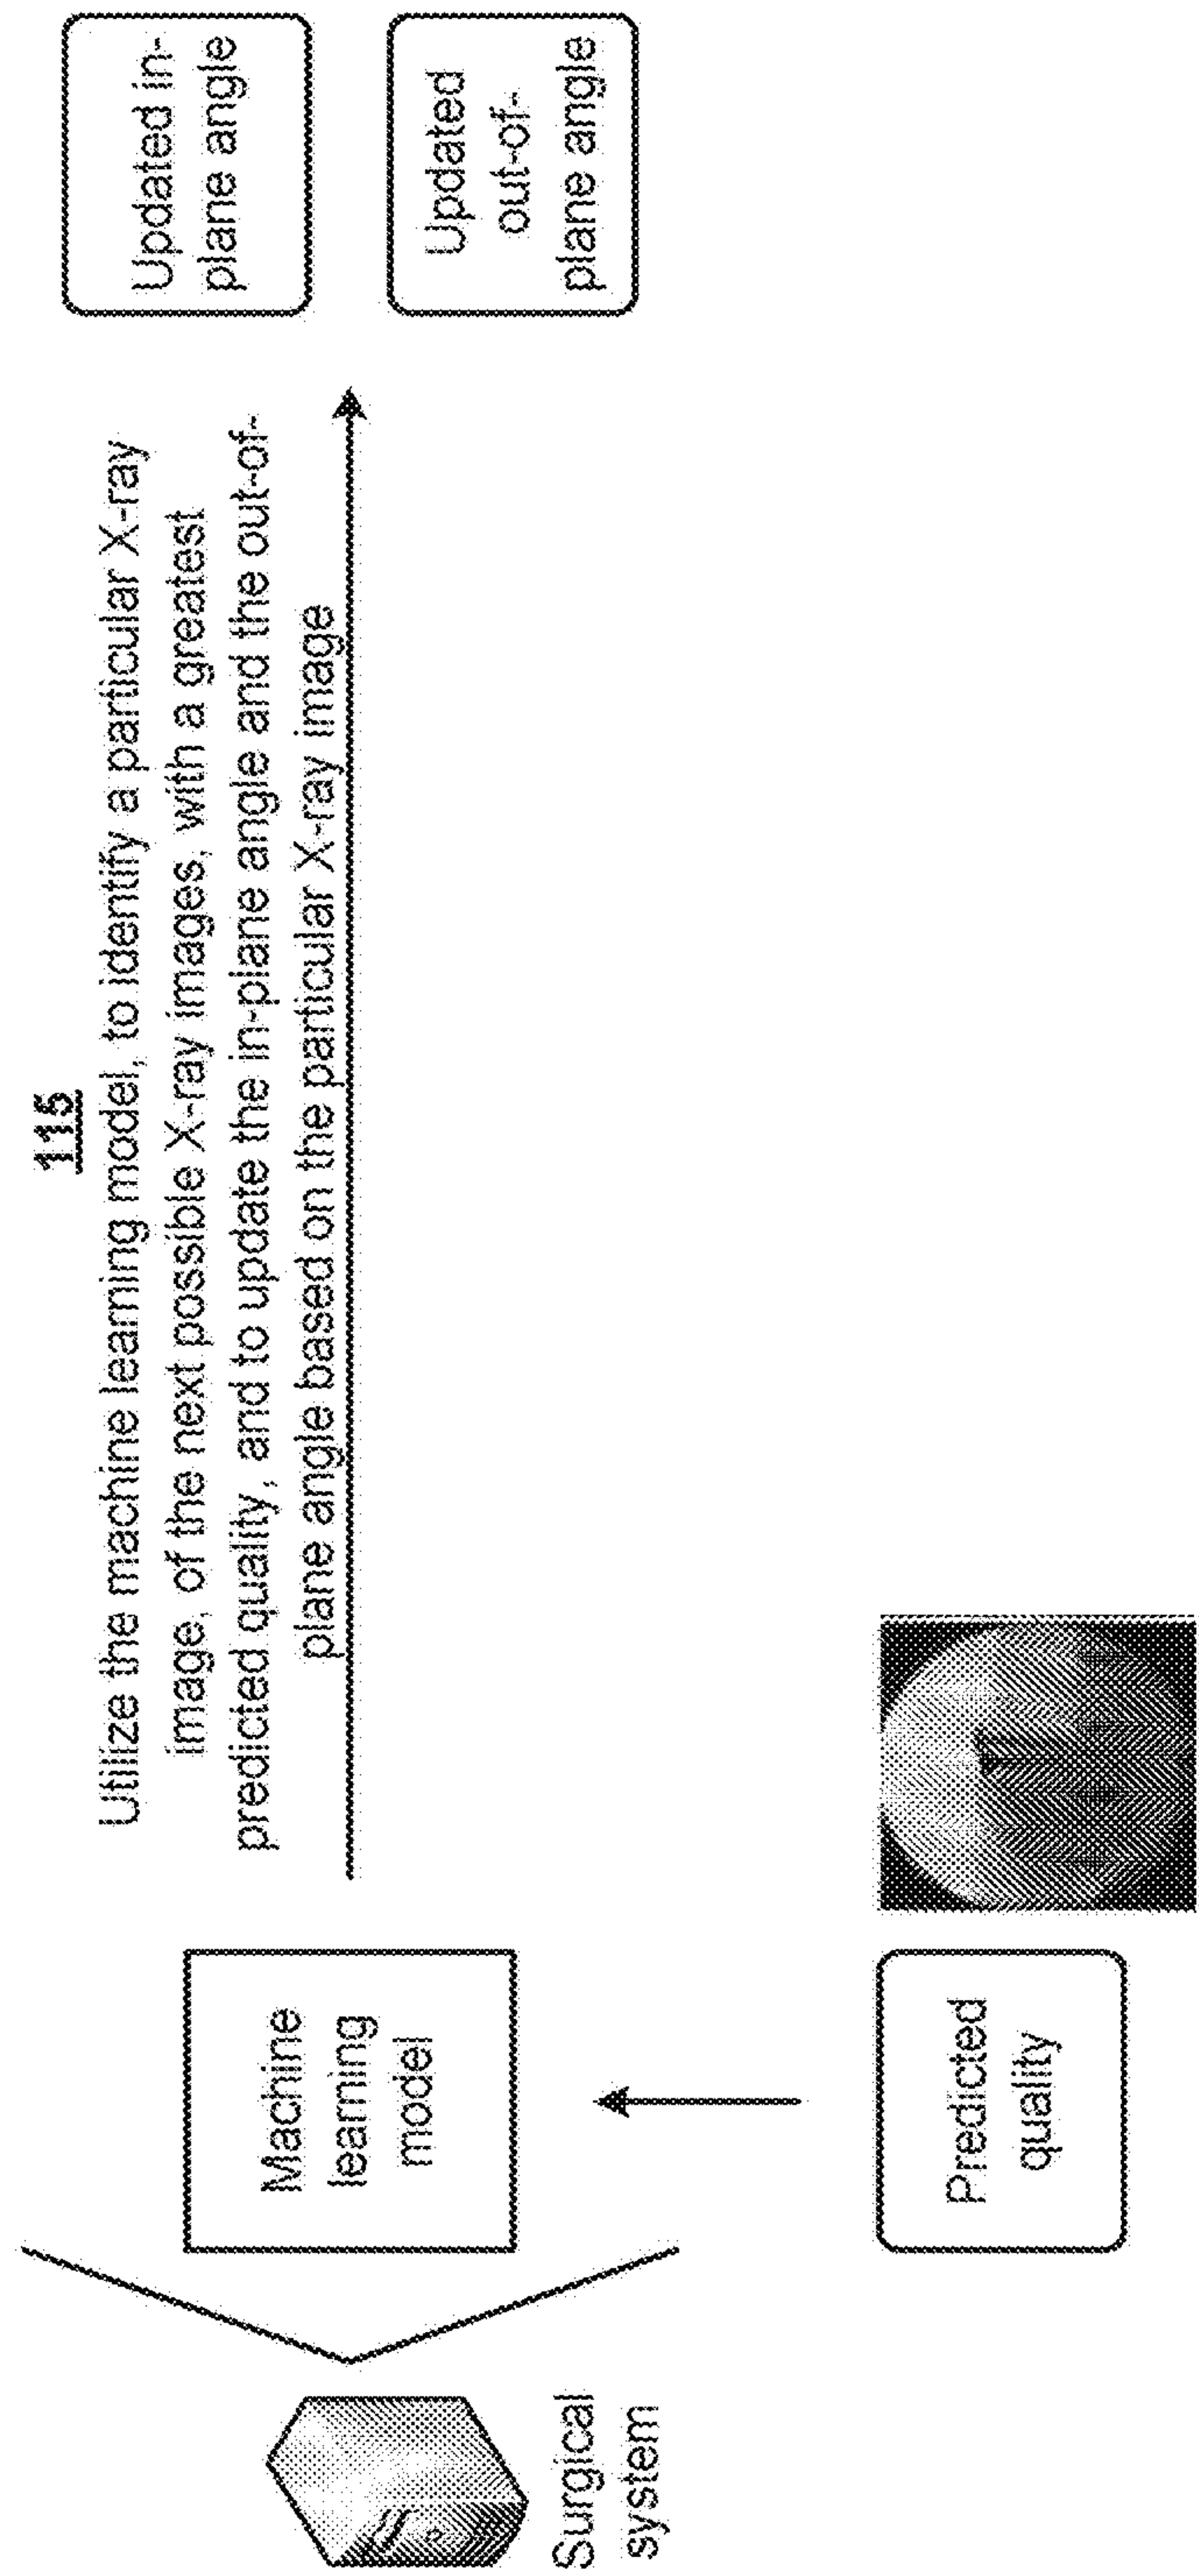 115
Utilize the machine learning model, to identify a particular X-ray
image, of the next possible X-ray images, with a greatest
predicted quality, and to update the in-plane angle and the out-of-
plane angle based on the particular X-ray image
Surgical
system
Machine
learning
model
Predicted
quality
Updated in-
plane angle
Updated
out-of-
plane angle